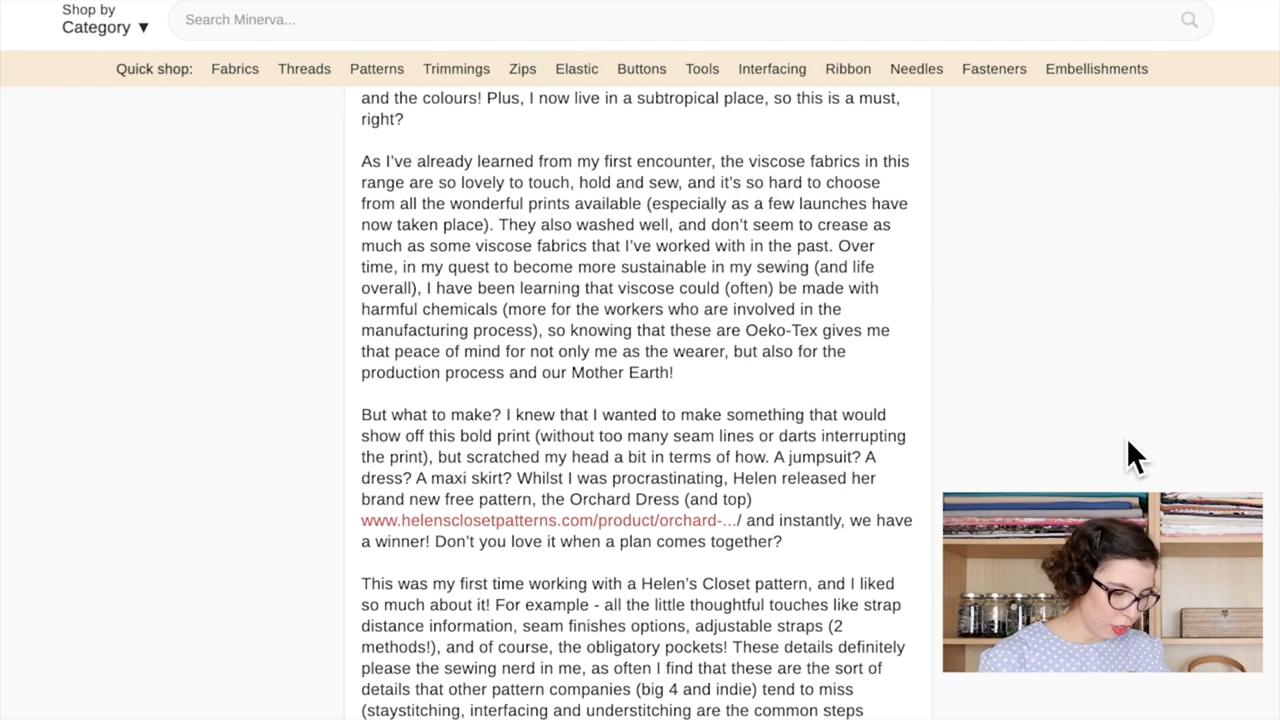 Shop by
Category ▼
Search Minerva...
Quick shop: Fabrics Threads Patterns Trimmings Zips Elastic Buttons Tools Interfacing Ribbon Needles Fasteners Embellishments
and the colours! Plus, I now live in a subtropical place, so this is a must,
right?
As I’ve already learned from my first encounter, the viscose fabrics in this
range are so lovely to touch, hold and sew, and it’s so hard to choose
from all the wonderful prints available (especially as a few launches have
now taken place). They also washed well, and don’t seem to crease as
much as some viscose fabrics that I’ve worked with in the past. Over
time, in my quest to become more sustainable in my sewing (and life
overall), I have been learning that viscose could (often) be made with
harmful chemicals (more for the workers who are involved in the
manufacturing process), so knowing that these are Oeko-Tex gives me
that peace of mind for not only me as the wearer, but also for the
production process and our Mother Earth!
But what to make? I knew that I wanted to make something that would
show off this bold print (without too many seam lines or darts interrupting
the print), but scratched my head a bit in terms of how. A jumpsuit? A
dress? A maxi skirt? Whilst I was procrastinating, Helen released her
brand new free pattern, the Orchard Dress (and top)
www.helensclosetpatterns.com/product/orchard-.../ and instantly, we have
a winner! Don’t you love it when a plan comes together?
This was my first time working with a Helen’s Closet pattern, and I liked
so much about it! For example - all the little thoughtful touches like strap
distance information, seam finishes options, adjustable straps (2
methods!), and of course, the obligatory pockets! These details definitely
please the sewing nerd in me, as often I find that these are the sort of
details that other pattern companies (big 4 and indie) tend to miss
(staystitching, interfacing and understitching are the common steps